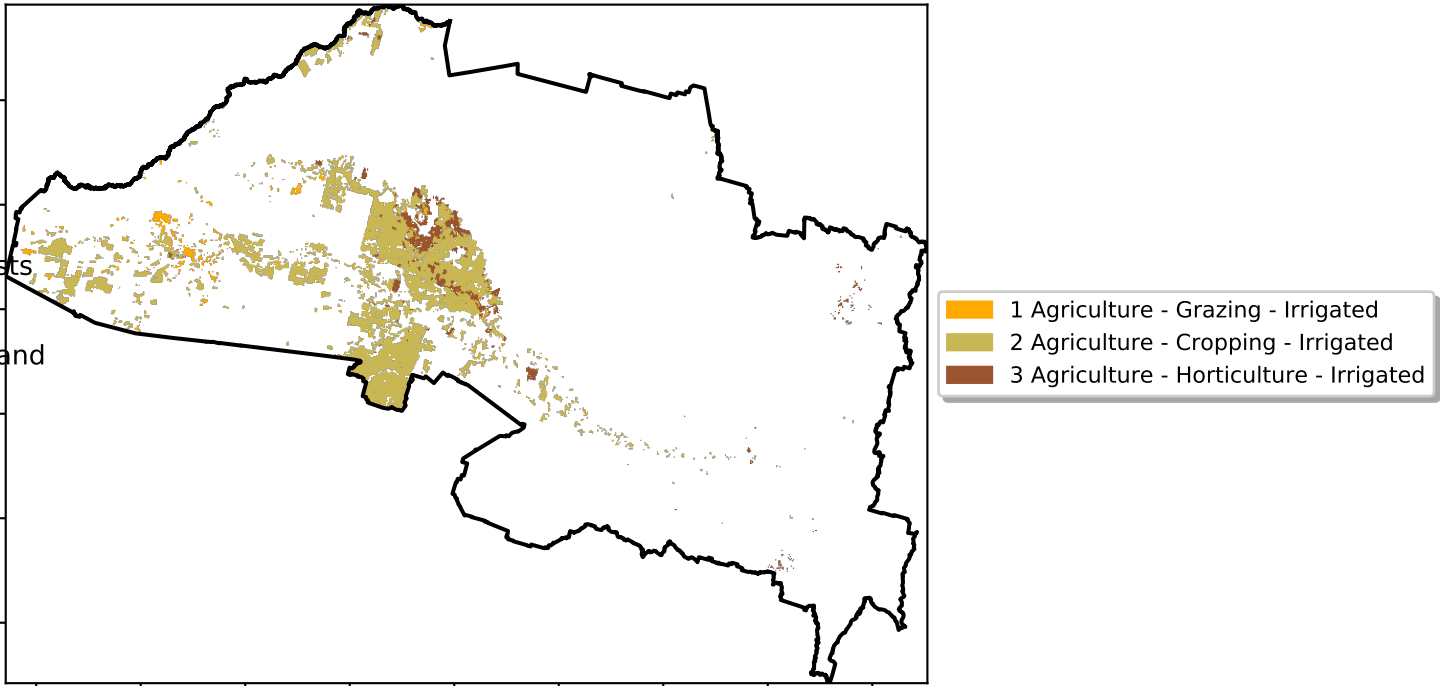 sts
1 Agriculture - Grazing - Irrigated
2 Agriculture - Cropping - Irrigated
and
3 Agriculture - Horticulture - Irrigated